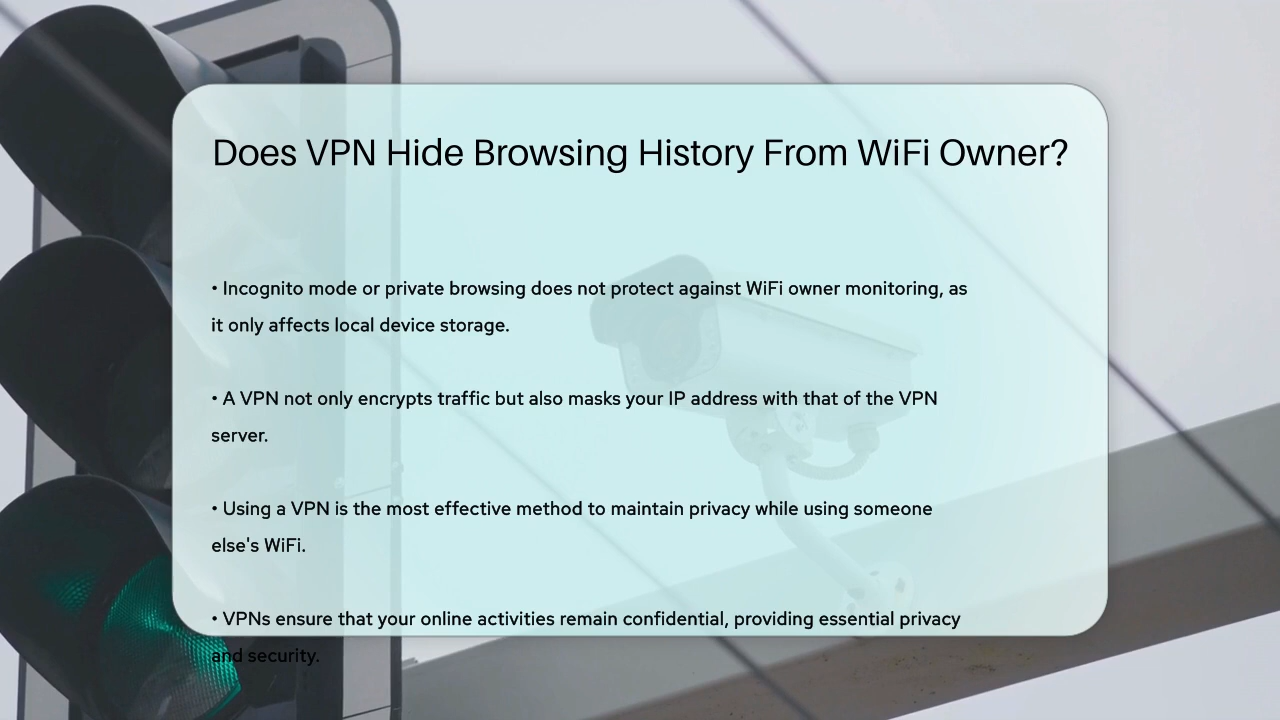 Does VPN Hide Browsing History From WiFi Owner?
• Incognito mode or private browsing does not protect against WiFi owner monitoring, as
it only affects local device storage.
• A VPN not only encrypts traffic but also masks your IP address with that of the VPN
server.
• Using a VPN is the most effective method to maintain privacy while using someone
else's WiFi.
• VPNs ensure that your online activities remain confidential, providing essential privacy
and security.